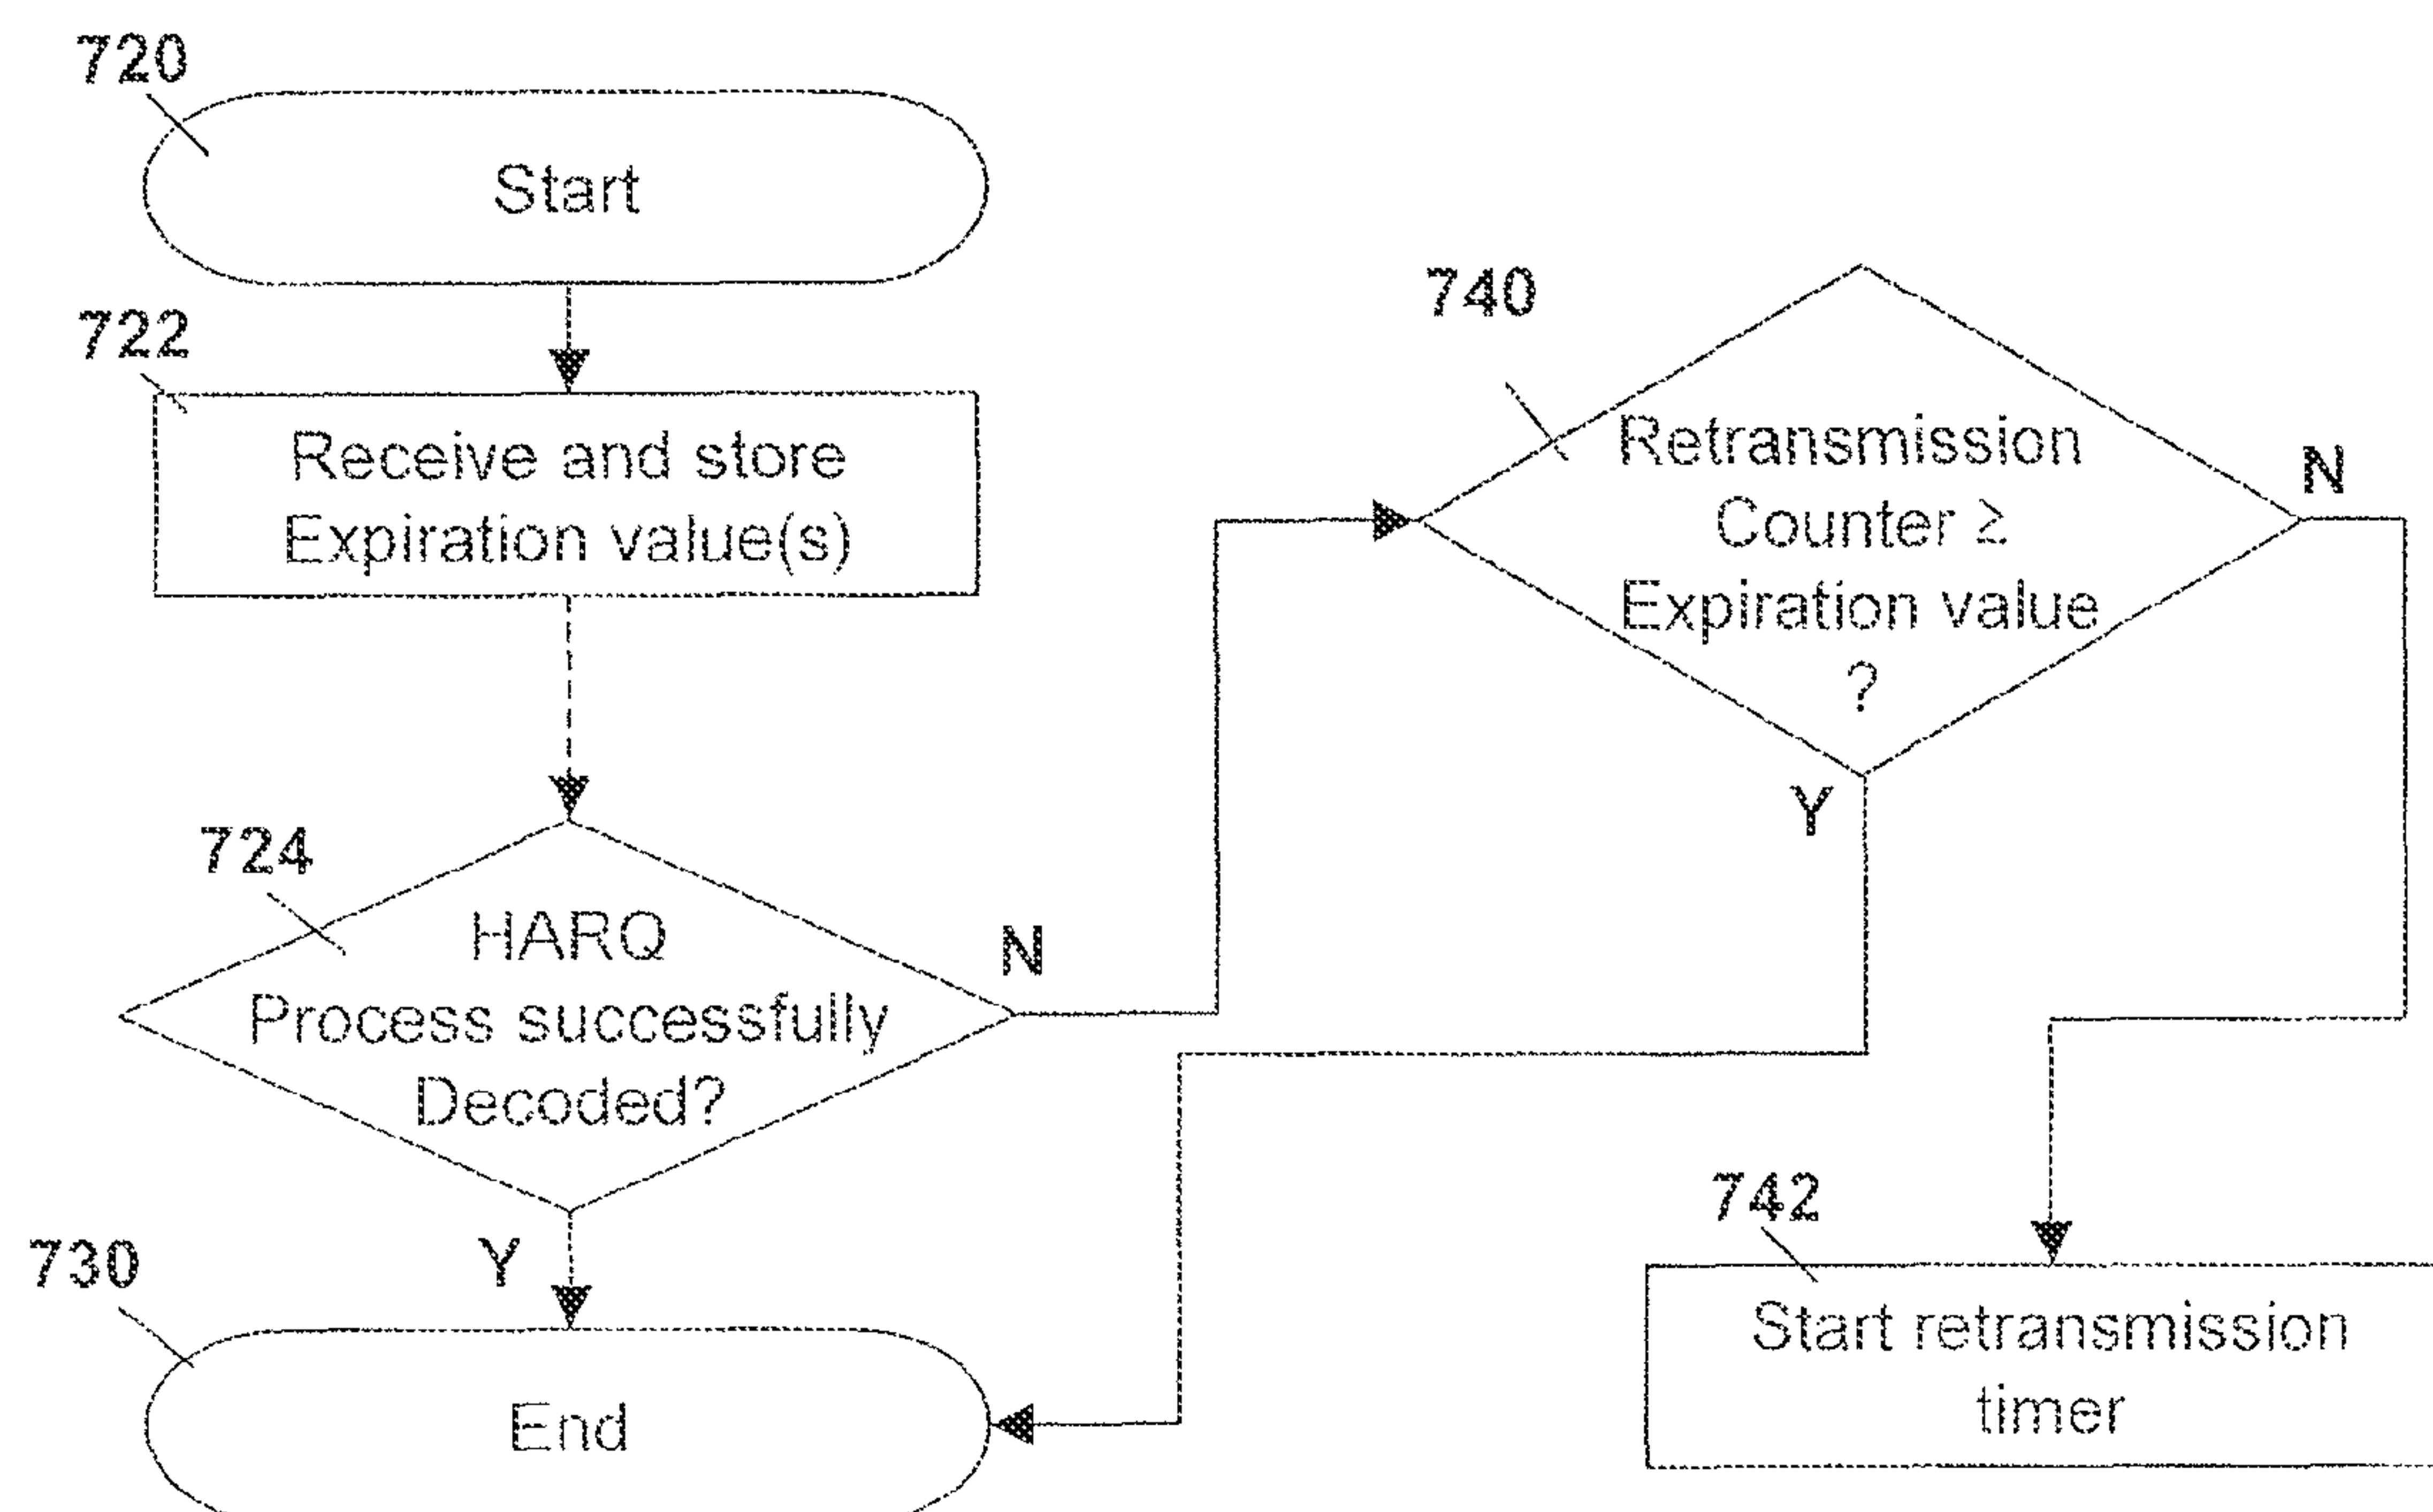 720
Start
722
Receive and store
Expiration value(s)
724
HARQ
Process successfully
Decoded?
N
Y
730
End
740
Retransmission
Counter ≥
Expiration value
?
N
Y
742
Start retransmission
timer